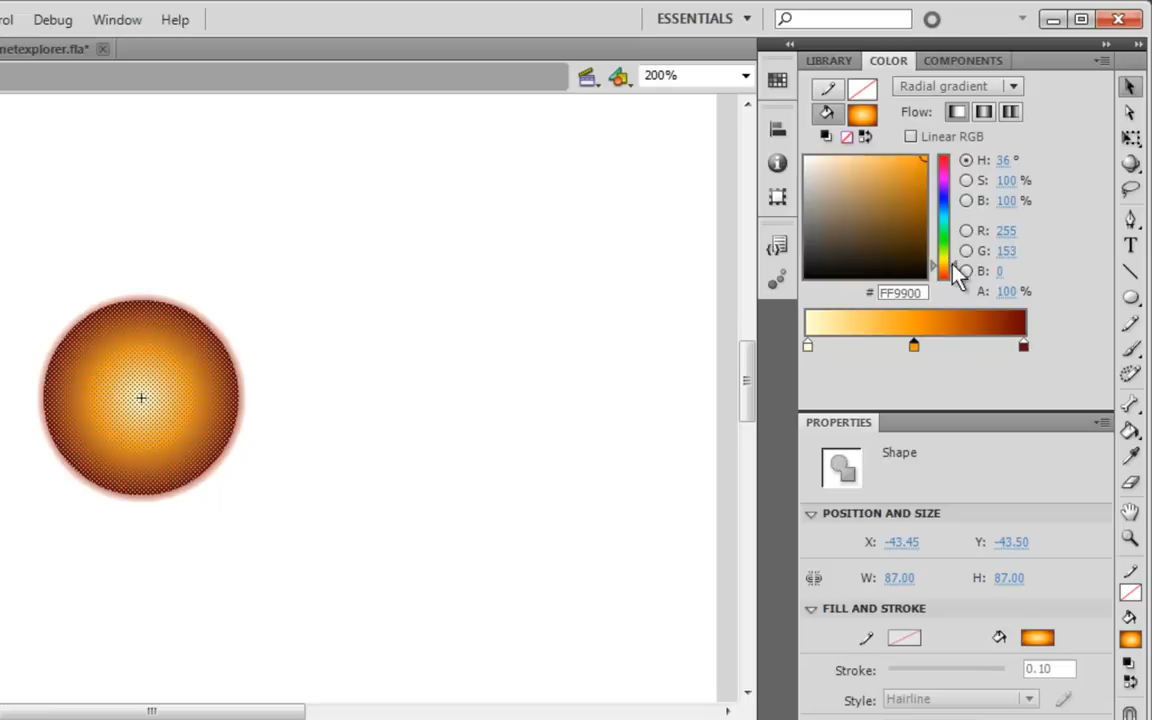 rol Debug Window Help ESSENTIALS
netexplorer.fla*
200%
LIBRARY COLOR COMPONENTS
Radial gradient
Flow:
Linear RGB
H: 36 °
S: 100 %
B: 100 %
R: 255
G: 153
B: 0
# FF9900 A: 100 %
PROPERTIES
Shape
POSITION AND SIZE
X: -43.45 Y: -43.50
W: 87.00 H: 87.00
FILL AND STROKE
Stroke: 0.10
Style: Hairline